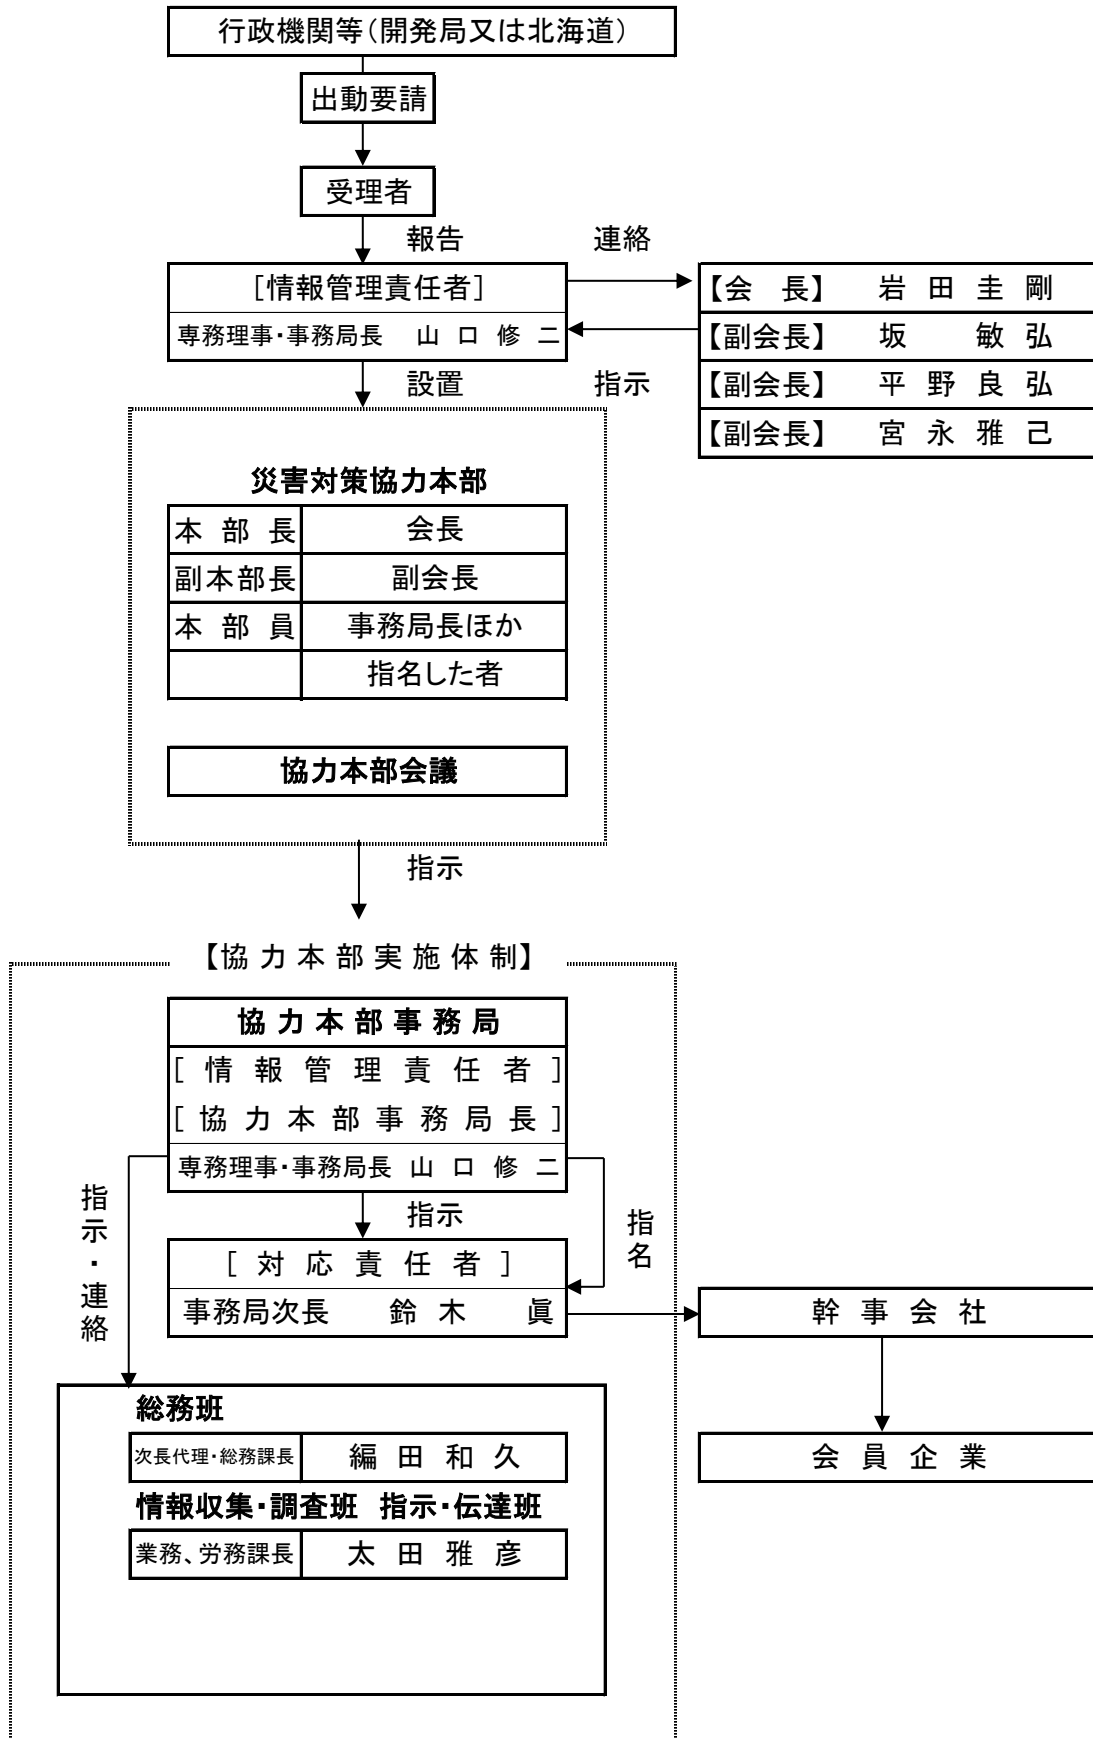 行政機関等（開発局又は北海道）
出動要請
受理者
報告
連絡
［情報管理責任者］
専務理事・事務局長　山　口　修　二
【会　長】　岩　田　圭　剛
【副会長】　坂　　　敏　弘
【副会長】　平　野　良　弘
【副会長】　宮　永　雅　己
設置
指示
災害対策協力本部
本　部　長　会長
副本部長　副会長
本　部　員　事務局長ほか
指名した者
協力本部会議
指示
【協 力 本 部 実 施 体 制】
協 力 本 部 事 務 局
［ 情 報 管 理 責 任 者 ］
［ 協 力 本 部 事 務 局 長 ］
専務理事・事務局長　山　口　修　二
指示・連絡
指示
指名
［ 対 応 責 任 者 ］
事務局次長　鈴　木　　眞
幹 事 会 社
総務班
次長代理・総務課長　編　田　和　久
会 員 企 業
情報収集・調査班　指示・伝達班
業務、労務課長　太　田　雅　彦